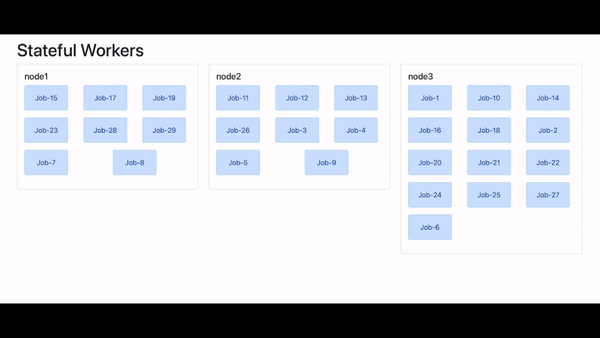 Stateful Workers
node1
Job-15 Job-17 Job-19
Job-23 Job-28 Job-29
Job-7 Job-8
node2
Job-11 Job-12 Job-13
Job-26 Job-3 Job-4
Job-5 Job-9
node3
Job-1 Job-10 Job-14
Job-16 Job-18 Job-2
Job-20 Job-21 Job-22
Job-24 Job-25 Job-27
Job-6